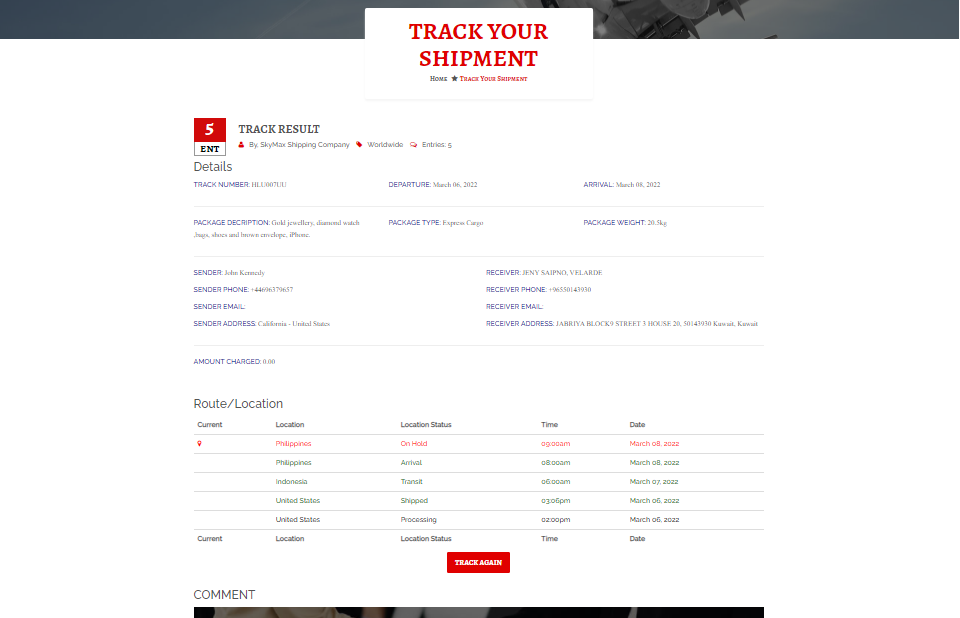 TRACK YOUR
SHIPMENT
Home ★ Track Your Shipment
5
ENT
TRACK RESULT
By, SkyMax Shipping Company Worldwide Entries: 5
Details
TRACK NUMBER: HLU007UU DEPARTURE: March 06, 2022 ARRIVAL: March 08, 2022
PACKAGE DECRIPTION: Gold jewellery, diamond watch PACKAGE TYPE: Express Cargo PACKAGE WEIGHT: 20.5kg
,bags, shoes and brown envelope, iPhone.
SENDER: John Kennedy RECEIVER: JENY SAIPNO, VELARDE
SENDER PHONE: +44696379657 RECEIVER PHONE: +96550143930
SENDER EMAIL: RECEIVER EMAIL:
SENDER ADDRESS: California - United States RECEIVER ADDRESS: JABRIYA BLOCK9 STREET 3 HOUSE 20, 50143930 Kuwait, Kuwait
AMOUNT CHARGED: 0.00
Route/Location
Current Location Location Status Time Date
Philippines On Hold 09:00am March 08, 2022
Philippines Arrival 08:00am March 08, 2022
Indonesia Transit 06:00am March 07, 2022
United States Shipped 03:06pm March 06, 2022
United States Processing 02:00pm March 06, 2022
Current Location Location Status Time Date
TRACK AGAIN
COMMENT